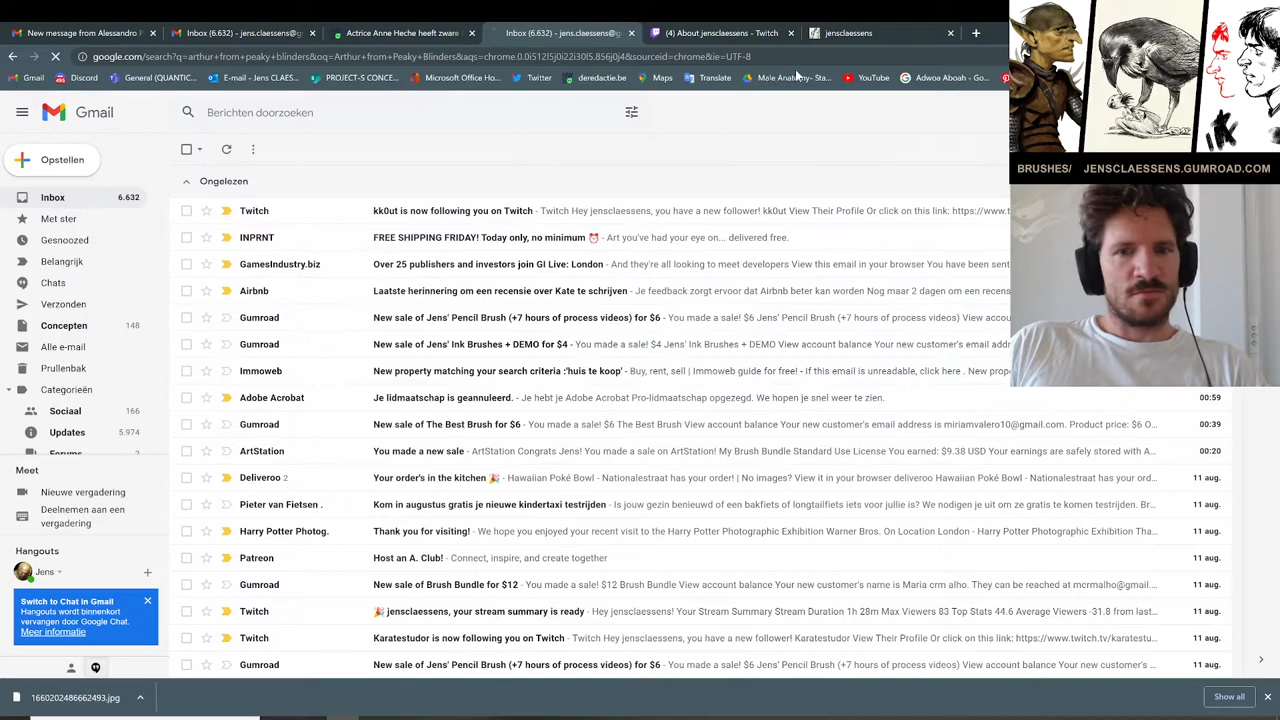 New message from Alessandro R
Inbox (6.632) - jens.claessens@g
Actrice Anne Heche heeft zware
Inbox (6.632) - jens.claessens@g
(4) About jensclaessens - Twitch
jensclaessens
google.com/search?q=arthur+from+peaky+blinders&oq=Arthur+from+Peaky+Blinders&aqs=chrome.0j0i512l5j0i22i30l5.856j0j4&sourceid=chrome&ie=UTF-8
Gmail Discord General (QUANTIC... E-mail - Jens CLAES... PROJECT-S CONCE... Microsoft Office Ho... Twitter deredactie.be Maps Translate Male Anatomy- Sta... YouTube Adwoa Aboah - Go...
Gmail
Berichten doorzoeken
Opstellen
Inbox 6.632
Met ster
Gesnoozed
Belangrijk
Chats
Verzonden
Concepten 148
Alle e-mail
Prullenbak
Categorieën
Sociaal 166
Updates 5.974
Forums
Meet
Nieuwe vergadering
Deelnemen aan een
vergadering
Hangouts
Jens
Switch to Chat in Gmail
Hangouts wordt binnenkort
vervangen door Google Chat.
Meer informatie
Ongelezen
Twitch kk0ut is now following you on Twitch - Twitch Hey jensclaessens, you have a new follower! kk0ut View Their Profile Or click on this link: https://www.t
INPRNT FREE SHIPPING FRIDAY! Today only, no minimum ⏰ - Art you've had your eye on... delivered free.
GamesIndustry.biz Over 25 publishers and investors join GI Live: London - And they're all looking to meet developers View this email in your browser You have been sent
Airbnb Laatste herinnering om een recensie over Kate te schrijven - Je feedback zorgt ervoor dat Airbnb beter kan worden Nog maar 2 dagen om een recens
Gumroad New sale of Jens' Pencil Brush (+7 hours of process videos) for $6 - You made a sale! $6 Jens' Pencil Brush (+7 hours of process videos) View accou
Gumroad New sale of Jens' Ink Brushes + DEMO for $4 - You made a sale! $4 Jens' Ink Brushes + DEMO View account balance Your new customer's email addre
Immoweb New property matching your search criteria :'huis te koop' - Buy, rent, sell | Immoweb guide for free! - If this email is unreadable, click here . New prop
Adobe Acrobat Je lidmaatschap is geannuleerd. - Je hebt je Adobe Acrobat Pro-lidmaatschap opgezegd. We hopen je snel weer te zien. 00:59
Gumroad New sale of The Best Brush for $6 - You made a sale! $6 The Best Brush View account balance Your new customer's email address is miriamvalero10@gmail.com. Product price: $6 O... 00:39
ArtStation You made a new sale - ArtStation Congrats Jens! You made a sale on ArtStation! My Brush Bundle Standard Use License You earned: $9.38 USD Your earnings are safely stored with A... 00:20
Deliveroo 2 Your order's in the kitchen 🎉 - Hawaiian Poké Bowl - Nationalestraat has your order! | No images? View it in your browser deliveroo Hawaiian Poké Bowl - Nationalestraat has your ord... 11 aug.
Pieter van Fietsen . Kom in augustus gratis je nieuwe kindertaxi testrijden - Is jouw gezin benieuwd of een bakfiets of longtailfiets iets voor jullie is? We nodigen je uit om ze gratis te komen testrijden. Br... 11 aug.
Harry Potter Photog. Thank you for visiting! - We hope you enjoyed your recent visit to the Harry Potter Photographic Exhibition Warner Bros. On Location London - Harry Potter Photographic Exhibition Than... 11 aug.
Patreon Host an A. Club! - Connect, inspire, and create together 11 aug.
Gumroad New sale of Brush Bundle for $12 - You made a sale! $12 Brush Bundle View account balance Your new customer's name is Maria crm alho. They can be reached at mcrmalho@gmail.... 11 aug.
Twitch 🎉 jensclaessens, your stream summary is ready - Hey jensclaessens! Your Stream Summary Stream Duration 1h 28m Max Viewers 83 Top Stats 44.6 Average Viewers -31.8 from last... 11 aug.
Twitch Karatestudor is now following you on Twitch - Twitch Hey jensclaessens, you have a new follower! Karatestudor View Their Profile Or click on this link: https://www.twitch.tv/karatestu... 11 aug.
Gumroad New sale of Jens' Pencil Brush (+7 hours of process videos) for $6 - You made a sale! $6 Jens' Pencil Brush (+7 hours of process videos) View account balance Your new customer's ... 11 aug.
BRUSHES/ JENSCLAESSENS.GUMROAD.COM
1660202486662493.jpg
Show all